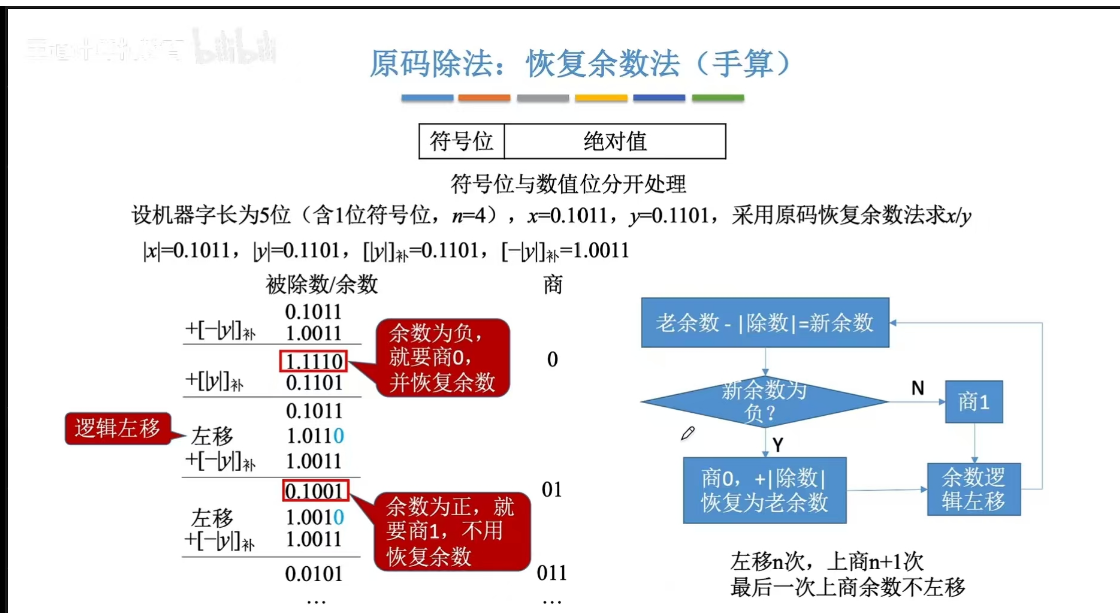 bilibili
原码除法：恢复余数法（手算）
符号位 绝对值
符号位与数值位分开处理
设机器字长为5位（含1位符号位，n=4），x=0.1011，y=0.1101，采用原码恢复余数法求x/y
|x|=0.1011，|y|=0.1101，[|y|]补=0.1101，[−|y|]补=1.0011
被除数/余数 商
0.1011
+[−|y|]补 1.0011
1.1110 0
+[|y|]补 0.1101
0.1011
左移 1.0110
+[−|y|]补 1.0011
0.1001 01
左移 1.0010
+[−|y|]补 1.0011
0.0101 011
… …
余数为负，
就要商0，
并恢复余数
逻辑左移
余数为正，就
要商1，不用
恢复余数
老余数 - |除数|=新余数
新余数为
负？
N
商1
Y
商0，+|除数|
恢复为老余数
余数逻
辑左移
左移n次，上商n+1次
最后一次上商余数不左移